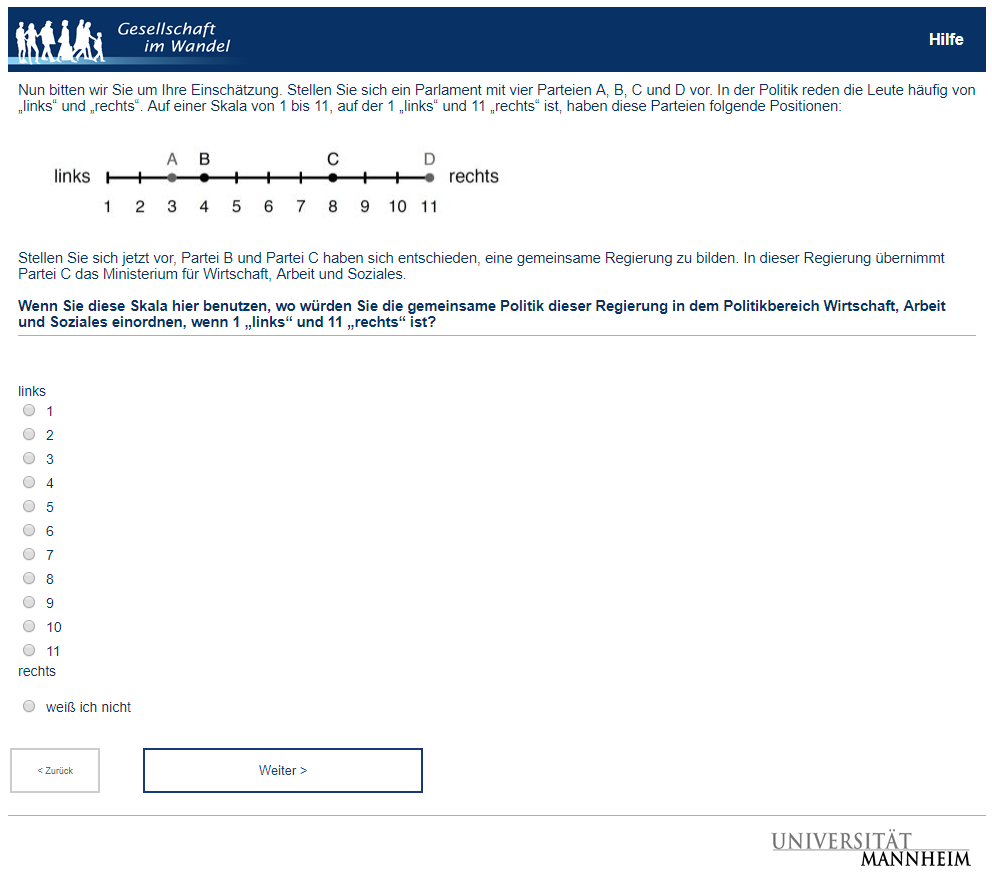 Gesellschaft
im Wandel
Hilfe
Nun bitten wir Sie um Ihre Einschätzung. Stellen Sie sich ein Parlament mit vier Parteien A, B, C und D vor. In der Politik reden die Leute häufig von
„links“ und „rechts“. Auf einer Skala von 1 bis 11, auf der 1 „links“ und 11 „rechts“ ist, haben diese Parteien folgende Positionen:
A B C D
links rechts
1 2 3 4 5 6 7 8 9 10 11
Stellen Sie sich jetzt vor, Partei B und Partei C haben sich entschieden, eine gemeinsame Regierung zu bilden. In dieser Regierung übernimmt
Partei C das Ministerium für Wirtschaft, Arbeit und Soziales.
Wenn Sie diese Skala hier benutzen, wo würden Sie die gemeinsame Politik dieser Regierung in dem Politikbereich Wirtschaft, Arbeit
und Soziales einordnen, wenn 1 „links“ und 11 „rechts“ ist?
links
1
2
3
4
5
6
7
8
9
10
11
rechts
weiß ich nicht
< Zurück
Weiter >
UNIVERSITÄT
MANNHEIM